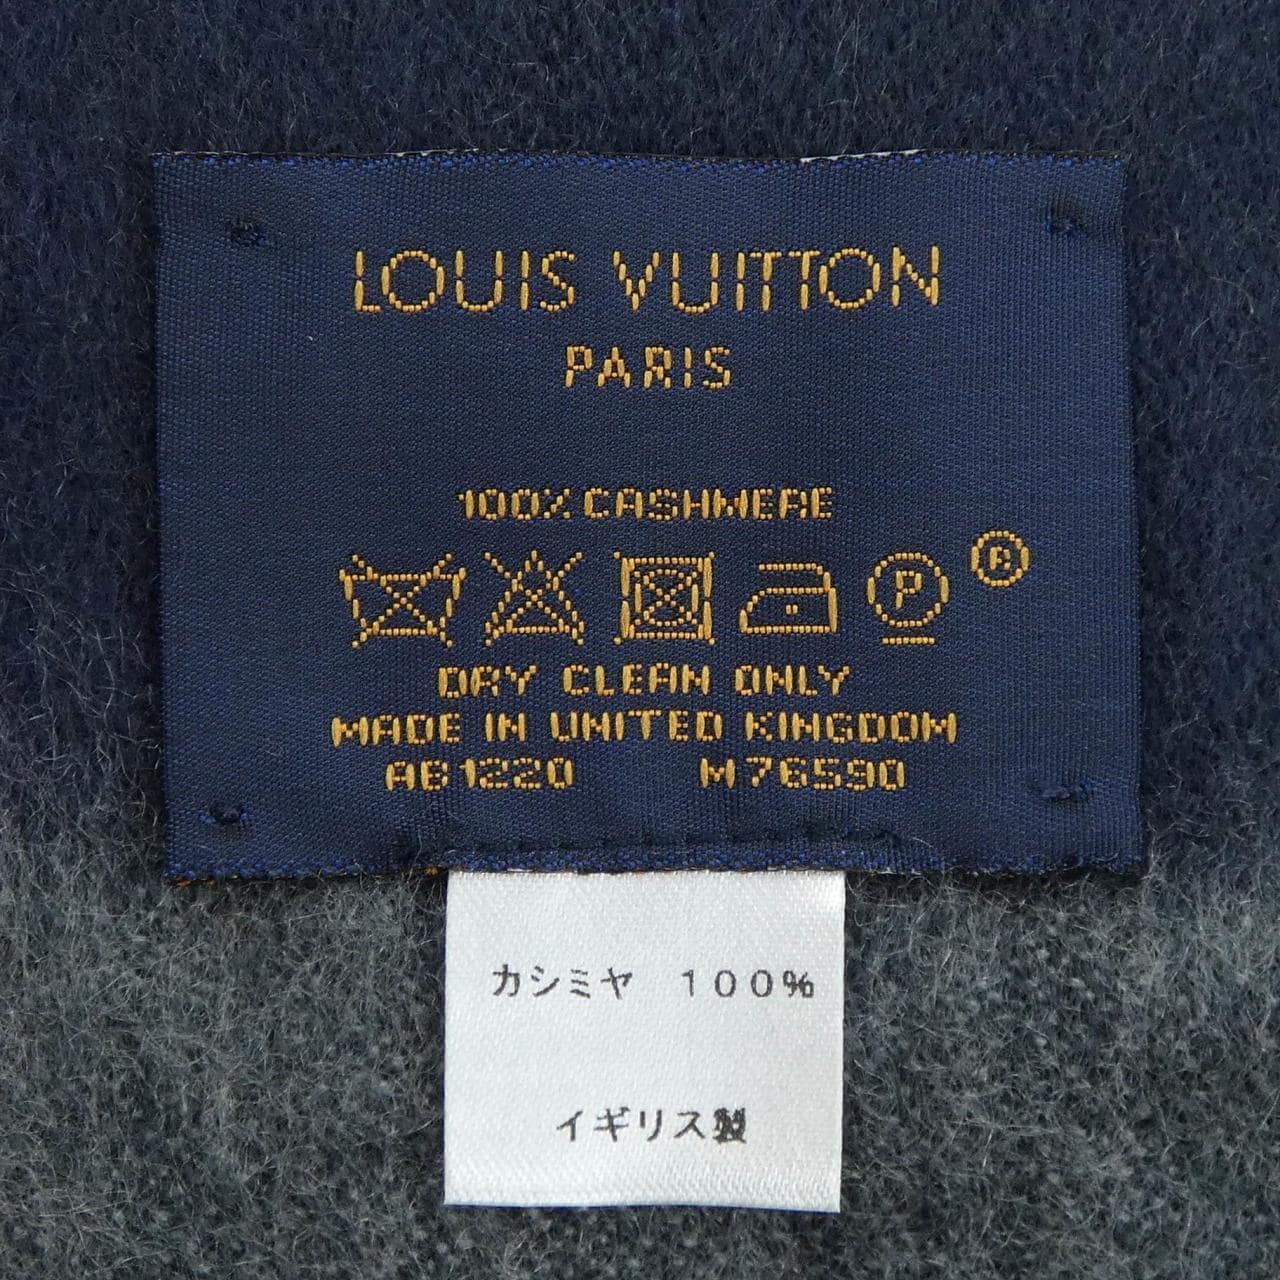 LOUIS VUITTON
PARIS
100% CASHMERE
P
®
DRY CLEAN ONLY
MADE IN UNITED KINGDOM
AB1220 M76590
カシミヤ 100%
イギリス製